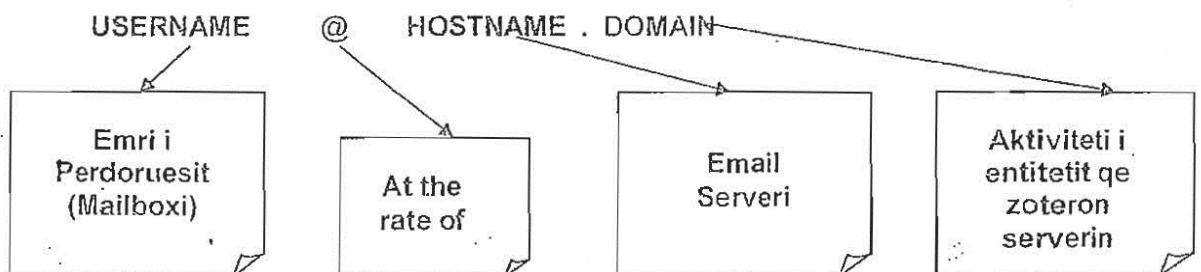 USERNAME @ HOSTNAME . DOMAIN
Emri i
Perdoruesit
(Mailboxi)
At the
rate of
Email
Serveri
Aktiviteti i
entitetit qe
zoteron
serverin